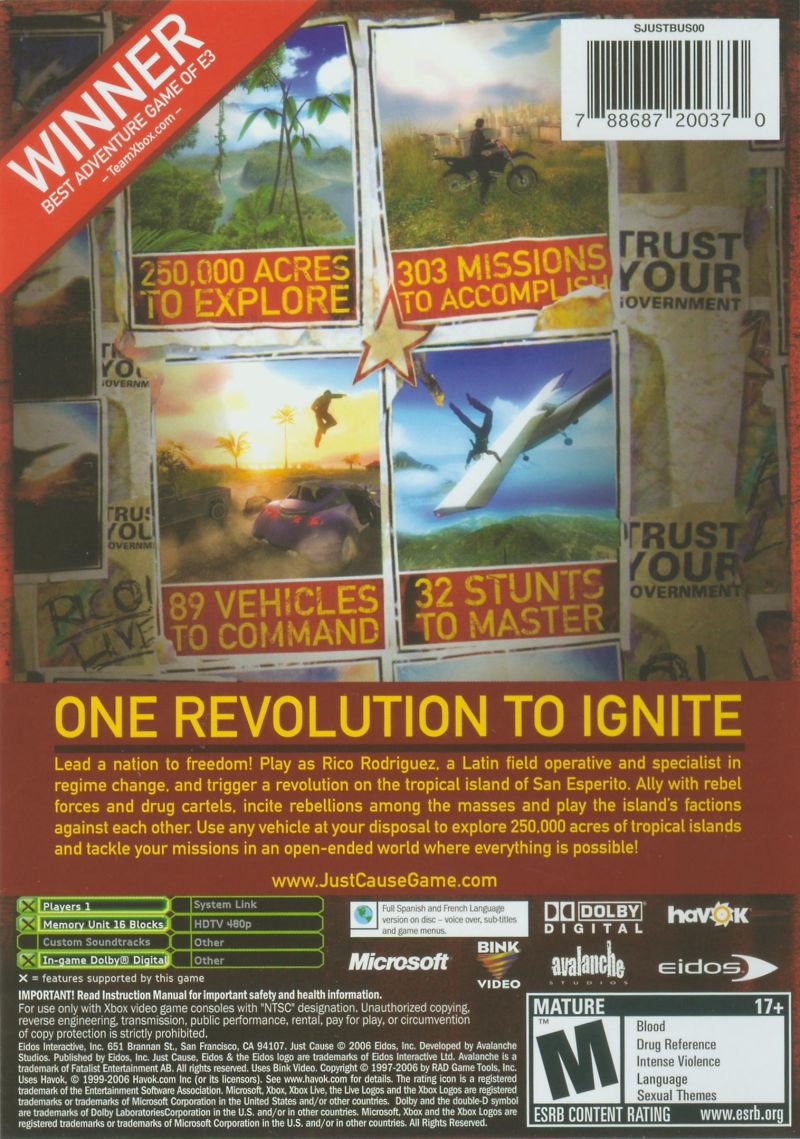 WINNER
BEST ADVENTURE GAME OF E3
– TeamXbox.com –
SJUSTBUS00
7 88687 20037 0
250,000 ACRES
TO EXPLORE
303 MISSIONS
TO ACCOMPLISH
TRUST
YOUR
GOVERNMENT
89 VEHICLES
TO COMMAND
32 STUNTS
TO MASTER
TRUST
YOUR
GOVERNMENT
RICO
LIVE
ONE REVOLUTION TO IGNITE
Lead a nation to freedom! Play as Rico Rodriguez, a Latin field operative and specialist in
regime change, and trigger a revolution on the tropical island of San Esperito. Ally with rebel
forces and drug cartels, incite rebellions among the masses and play the island's factions
against each other. Use any vehicle at your disposal to explore 250,000 acres of tropical islands
and tackle your missions in an open-ended world where everything is possible!
www.JustCauseGame.com
Players 1
System Link
Memory Unit 16 Blocks
HDTV 480p
Custom Soundtracks
Other
In-game Dolby® Digital
Other
X = features supported by this game
Full Spanish and French Language
version on disc – voice over, sub-titles
and game menus.
DOLBY
DIGITAL
havok
Microsoft
BINK
VIDEO
avalanche
STUDIOS
eidos
IMPORTANT! Read Instruction Manual for important safety and health information.
For use only with Xbox video game consoles with "NTSC" designation. Unauthorized copying,
reverse engineering, transmission, public performance, rental, pay for play, or circumvention
of copy protection is strictly prohibited.
Eidos Interactive, Inc. 651 Brannan St., San Francisco, CA 94107. Just Cause © 2006 Eidos, Inc. Developed by Avalanche
Studios. Published by Eidos, Inc. Just Cause, Eidos & the Eidos logo are trademarks of Eidos Interactive Ltd. Avalanche is a
trademark of Fatalist Entertainment AB. All rights reserved. Uses Bink Video. Copyright © 1997-2006 by RAD Game Tools, Inc.
Uses Havok, © 1999-2006 Havok.com Inc (or its licensors). See www.havok.com for details. The rating icon is a registered
trademark of the Entertainment Software Association. Microsoft, Xbox, Xbox Live, the Live Logos and the Xbox Logos are registered
trademarks of Microsoft Corporation in the United States and/or other countries. Dolby and the double-D symbol
are trademarks of Dolby LaboratoriesCorporation in the U.S. and/or in other countries. Microsoft, Xbox and the Xbox Logos are
registered trademarks or trademarks of Microsoft Corporation in the U.S. and/or in other countries. All Rights Reserved.
MATURE 17+
M
TM
Blood
Drug Reference
Intense Violence
Language
Sexual Themes
ESRB CONTENT RATING www.esrb.org